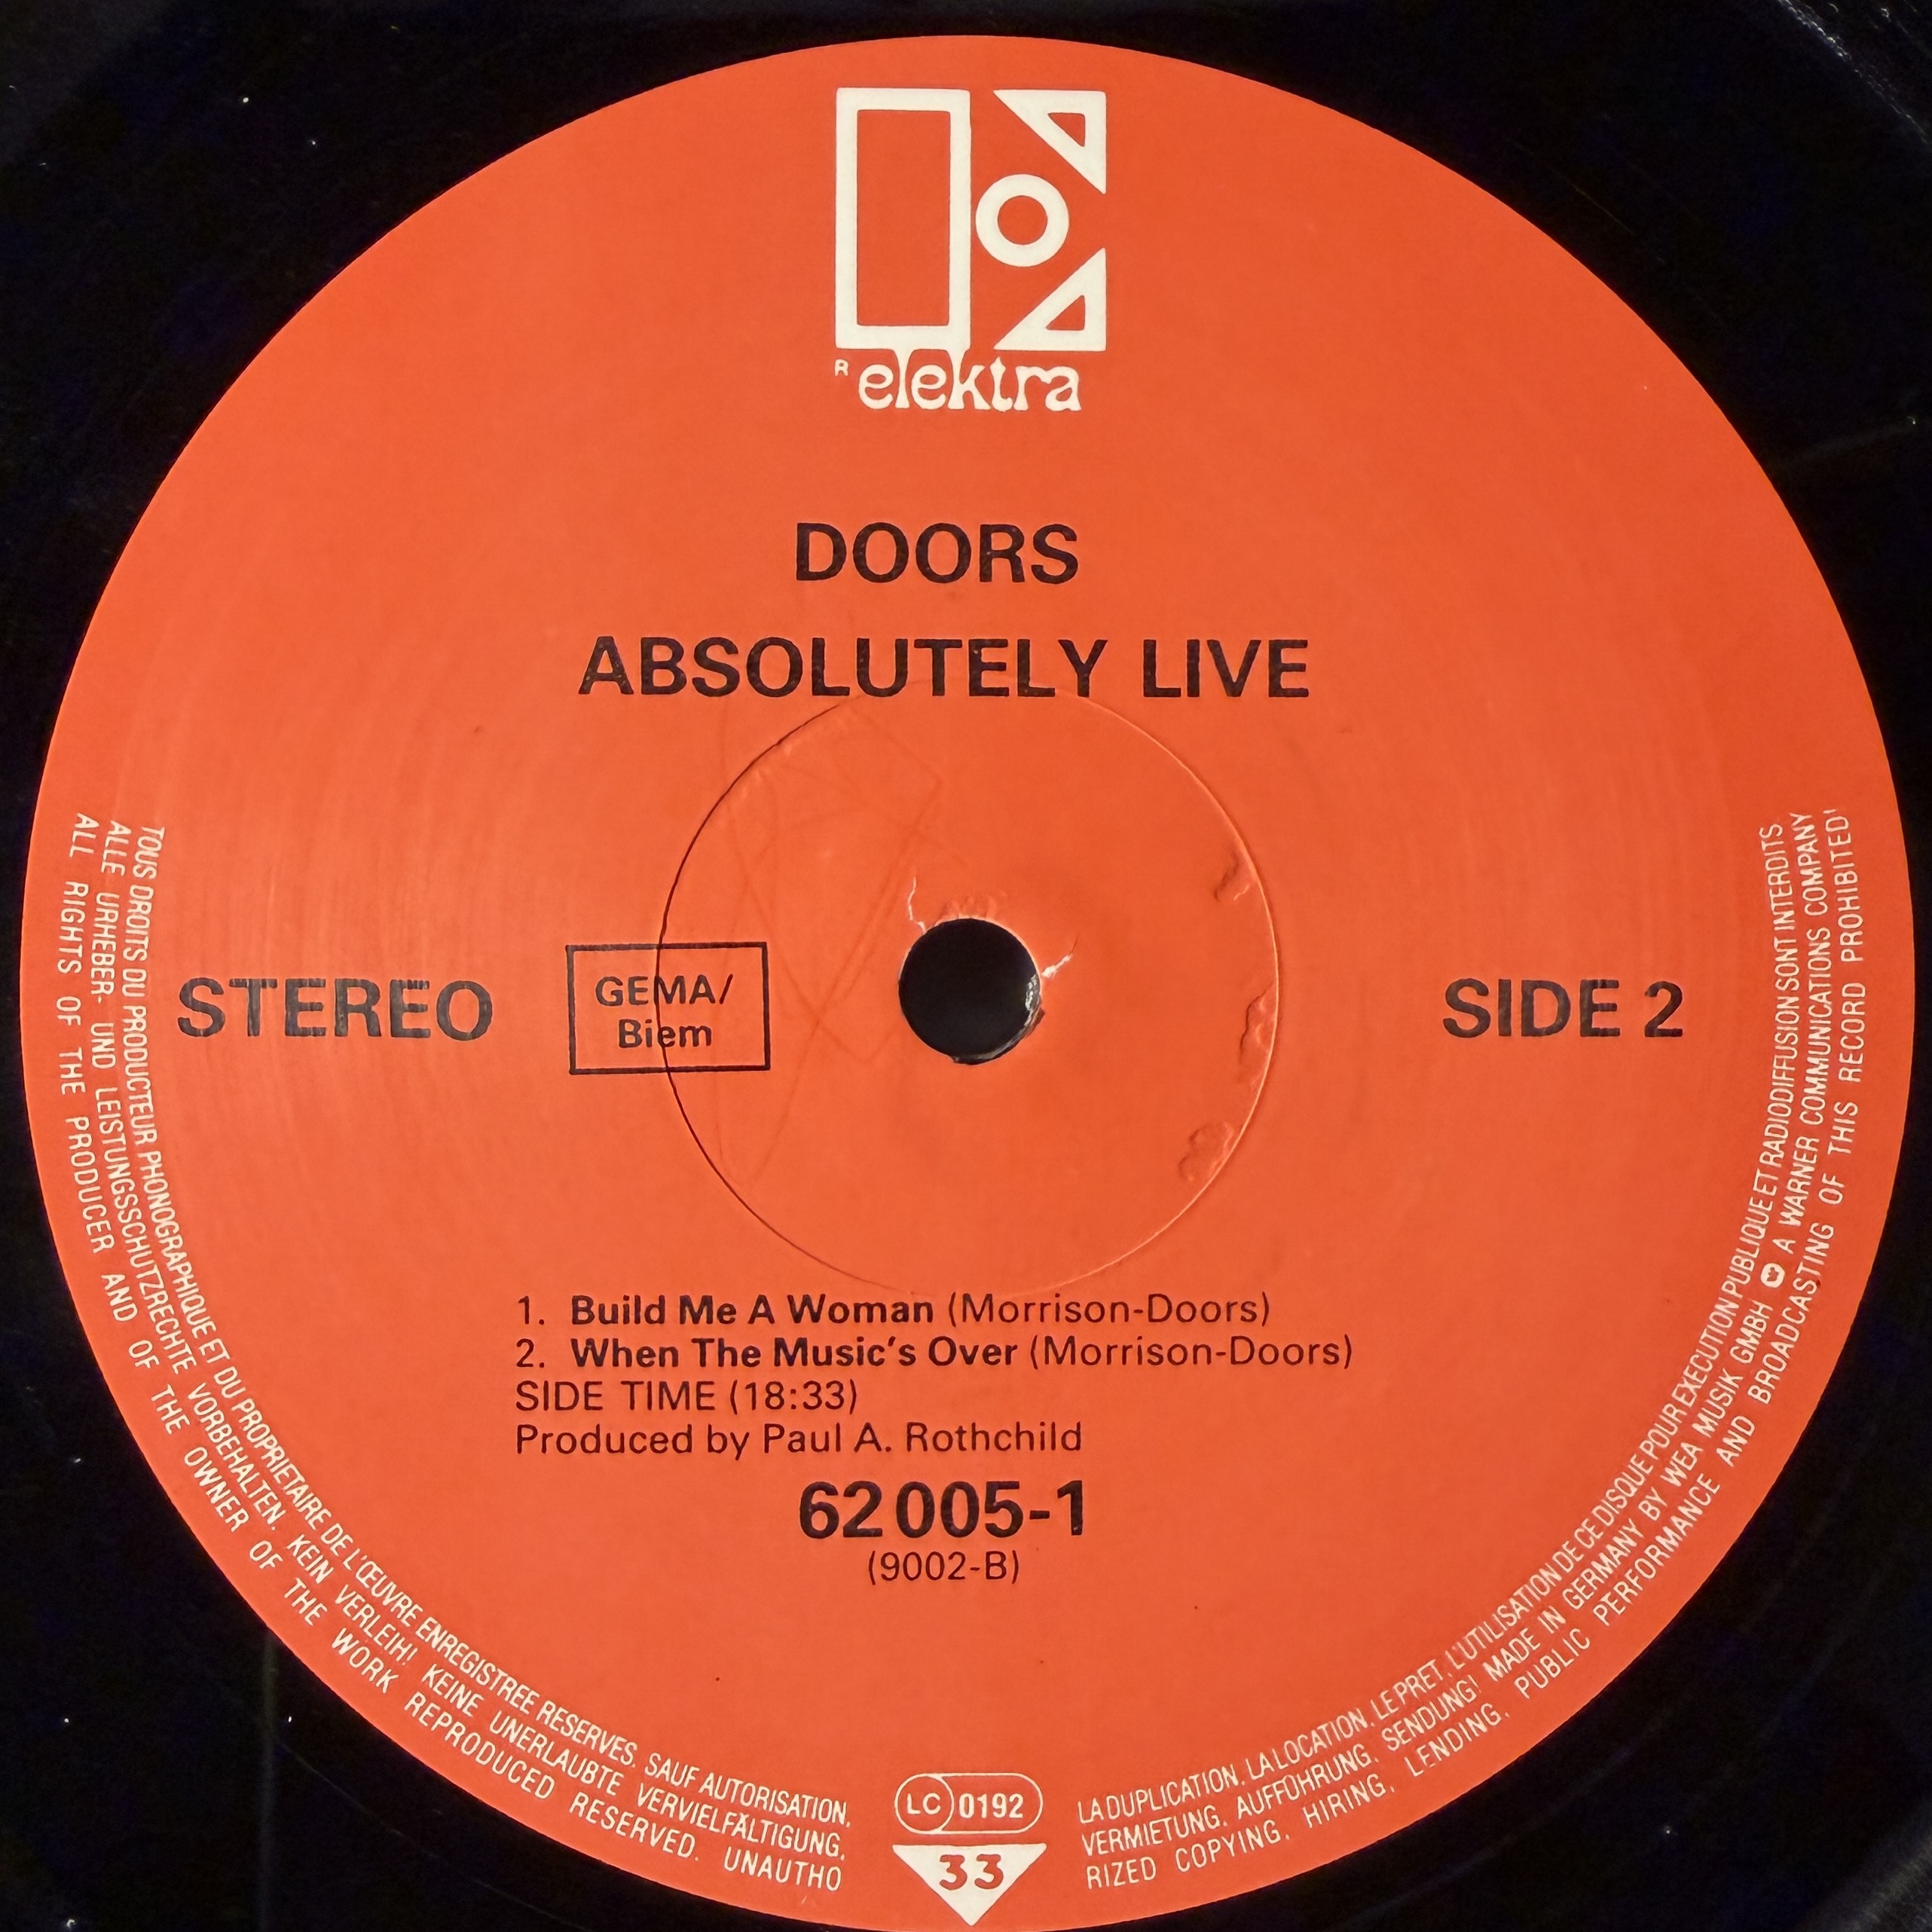 R elektra
DOORS
ABSOLUTELY LIVE
STEREO
GEMA/
Biem
SIDE 2
1. Build Me A Woman (Morrison-Doors)
2. When The Music's Over (Morrison-Doors)
SIDE TIME (18:33)
Produced by Paul A. Rothchild
62 005-1
(9002-B)
TOUS DROITS DU PRODUCTEUR PHONOGRAPHIQUE ET DU PROPRIETAIRE DE L'ŒUVRE ENREGISTREE RESERVES. SAUF AUTORISATION, LA DUPLICATION, LA LOCATION, LE PRET, L'UTILISATION DE CE DISQUE POUR EXECUTION PUBLIQUE ET RADIODIFFUSION SONT INTERDITS
ALLE URHEBER- UND LEISTUNGSSCHUTZRECHTE VORBEHALTEN. KEIN VERLEIH! KEINE UNERLAUBTE VERVIELFÄLTIGUNG, VERMIETUNG, AUFFÜHRUNG, SENDUNG! MADE IN GERMANY BY WEA MUSIK GMBH A WARNER COMMUNICATIONS COMPANY
ALL RIGHTS OF THE PRODUCER AND OF THE OWNER OF THE WORK REPRODUCED RESERVED. UNAUTHORIZED COPYING, HIRING, LENDING, PUBLIC PERFORMANCE AND BROADCASTING OF THIS RECORD PROHIBITED!
LC 0192
33